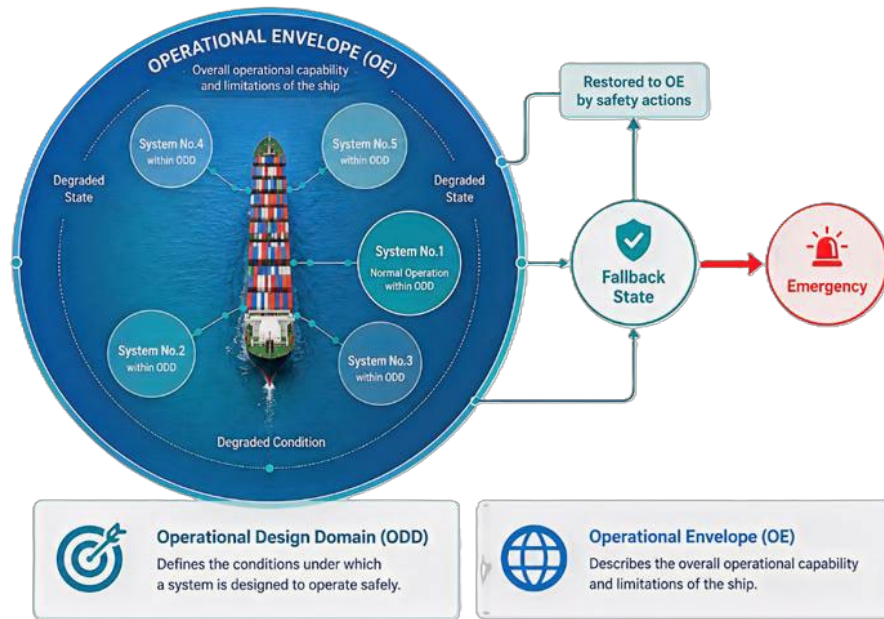 OPERATIONAL ENVELOPE (OE)
Overall operational capability
and limitations of the ship
System No.4
within ODD
System No.5
within ODD
Degraded
State
Degraded
State
System No.1
Normal Operation
within ODD
System No.2
within ODD
System No.3
within ODD
Degraded Condition
Restored to OE
by safety actions
Fallback
State
Emergency
Operational Design Domain (ODD)
Defines the conditions under which
a system is designed to operate safely.
Operational Envelope (OE)
Describes the overall operational capability
and limitations of the ship.